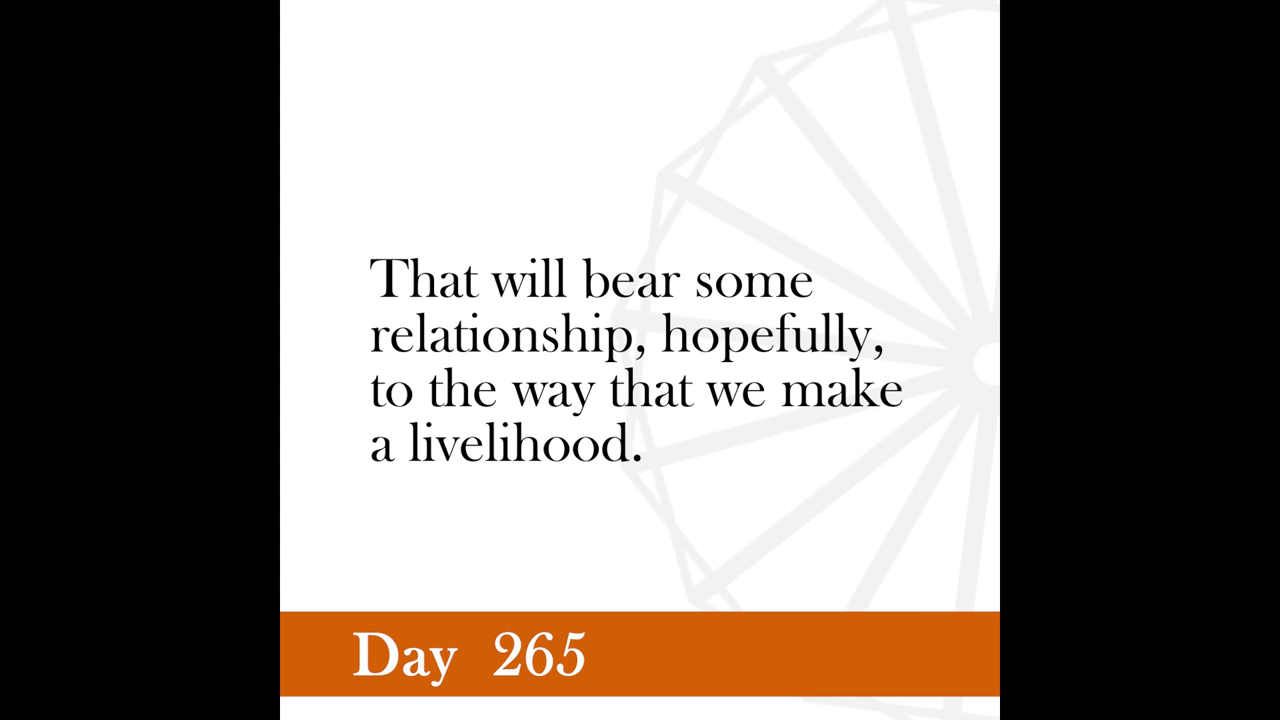 That will bear some
relationship, hopefully,
to the way that we make
a livelihood.
Day 265